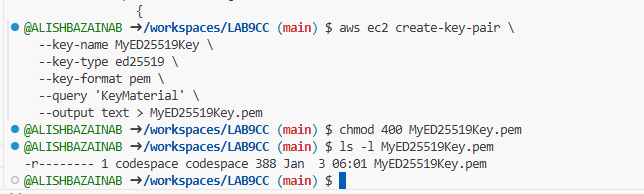 {
@ALISHBAZAINAB ➜/workspaces/LAB9CC (main) $ aws ec2 create-key-pair \
--key-name MyED25519Key \
--key-type ed25519 \
--key-format pem \
--query 'KeyMaterial' \
--output text > MyED25519Key.pem
@ALISHBAZAINAB ➜/workspaces/LAB9CC (main) $ chmod 400 MyED25519Key.pem
@ALISHBAZAINAB ➜/workspaces/LAB9CC (main) $ ls -l MyED25519Key.pem
-r-------- 1 codespace codespace 388 Jan  3 06:01 MyED25519Key.pem
@ALISHBAZAINAB ➜/workspaces/LAB9CC (main) $